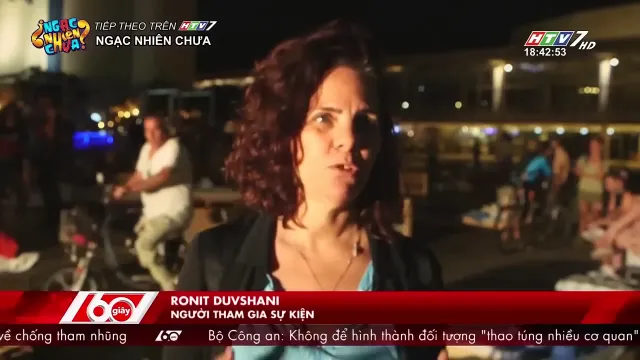 ¿NGẠC NHIÊN CHƯA?
TIẾP THEO TRÊN HTV7
NGẠC NHIÊN CHƯA
HTV7 HD
18:42:53
60 giây
RONIT DUVSHANI
NGƯỜI THAM GIA SỰ KIỆN
về chống tham nhũng
Bộ Công an: Không để hình thành đối tượng "thao túng nhiều cơ quan"